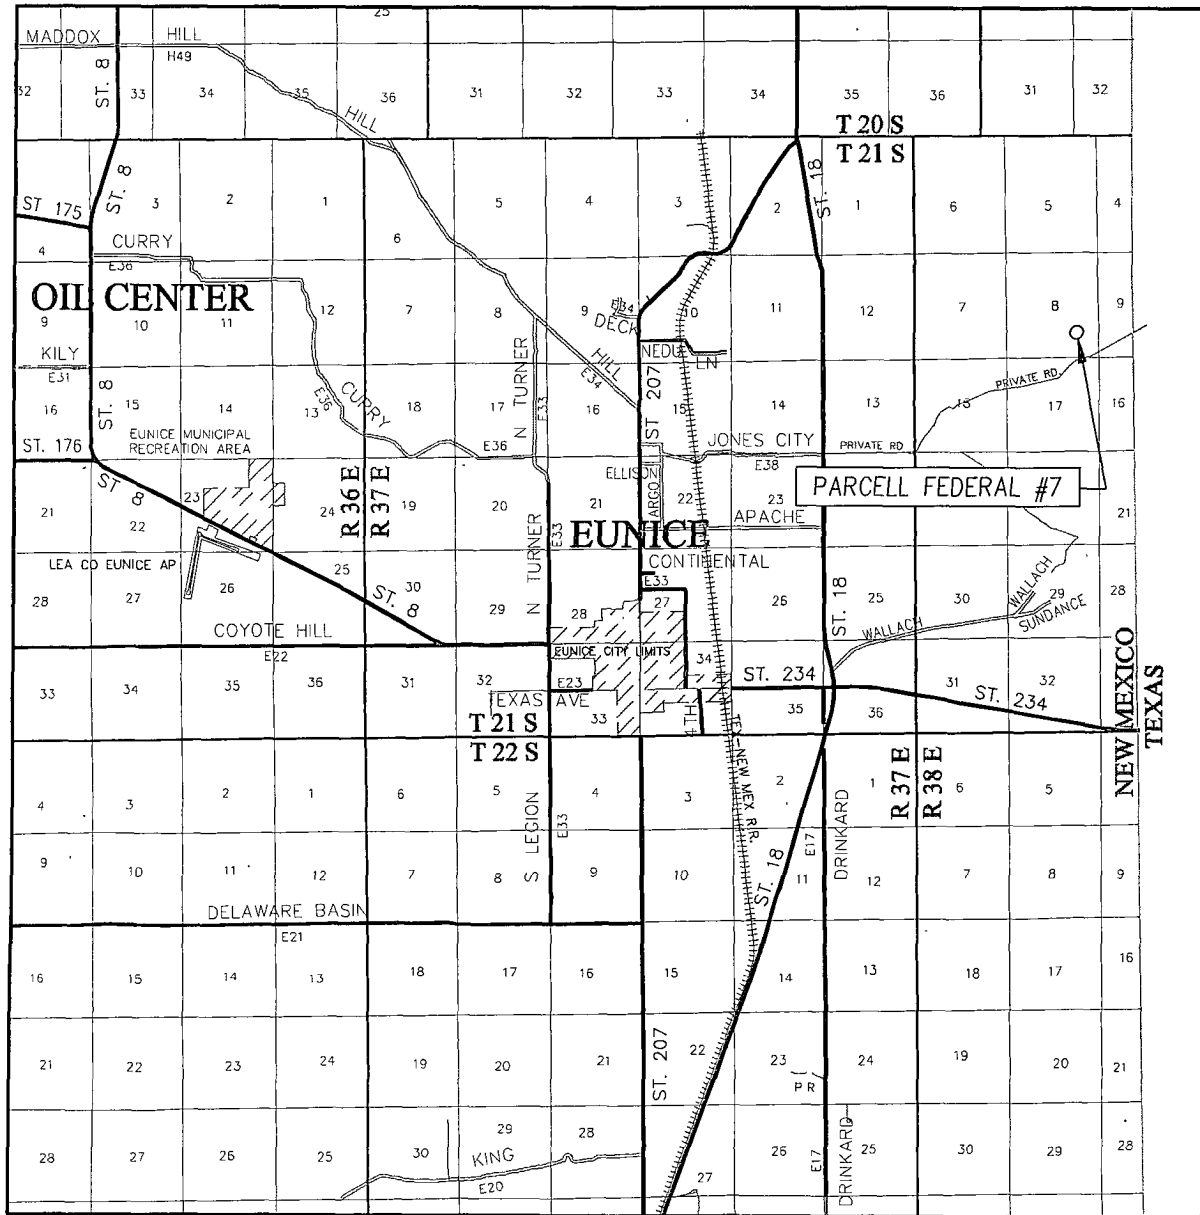 25
MADDOX HILL
H49
ST. 8
32 33 34 35 36 31 32 33 34 35 36 31 32
HILL
T 20 S
T 21 S
ST. 8
ST. 18
3 2 1 5 4 3 2 1 6 5 4
ST 175
6
4
CURRY
E36
OIL CENTER
9 10 11 12 7 8 9 10 11 12 7 8 9
E34
DECK
KILY
E31
NEDU LN
N TURNER
HILL
E34
ST. 8
CURRY
E36
E33
ST 207
PRIVATE RD.
16 15 14 13 18 17 16 15 14 13 18 17 16
EUNICE MUNICIPAL
RECREATION AREA
ST. 176
E36
JONES CITY
E38
PRIVATE RD
ST 8
ELLISON
ARGO
PARCELL FEDERAL #7
R 36 E
R 37 E
21 22 23 24 19 20 21 22 23 21
APACHE
EUNICE
E33
CONTINENTAL
LEA CO EUNICE AP
N TURNER
E33
ST. 18
WALLACH
28 27 26 25 30 29 28 27 26 25 30 29 28
ST. 8
WALLACH
SUNDANCE
COYOTE HILL
E22
EUNICE CITY LIMITS
33 34 35 36 31 32 33 34 35 36 31 32
E23
TEXAS AVE
ST. 234
ST. 234
4TH
NEW MEXICO
TEXAS
T 21 S
T 22 S
TEX-NEW MEX R.R.
R 37 E
R 38 E
4 3 2 1 6 5 4 3 2 1 6 5
S LEGION
E33
DRINKARD
E17
ST. 18
9 10 11 12 7 8 9 10 11 12 7 8 9
DELAWARE BASIN
E21
16 15 14 13 18 17 16 15 14 13 18 17 16
ST. 207
21 22 23 24 19 20 21 22 23 24 19 20 21
PR
28 27 26 25 30 29 28 27 26 25 30 29 28
KING
E20
E17
DRINKARD